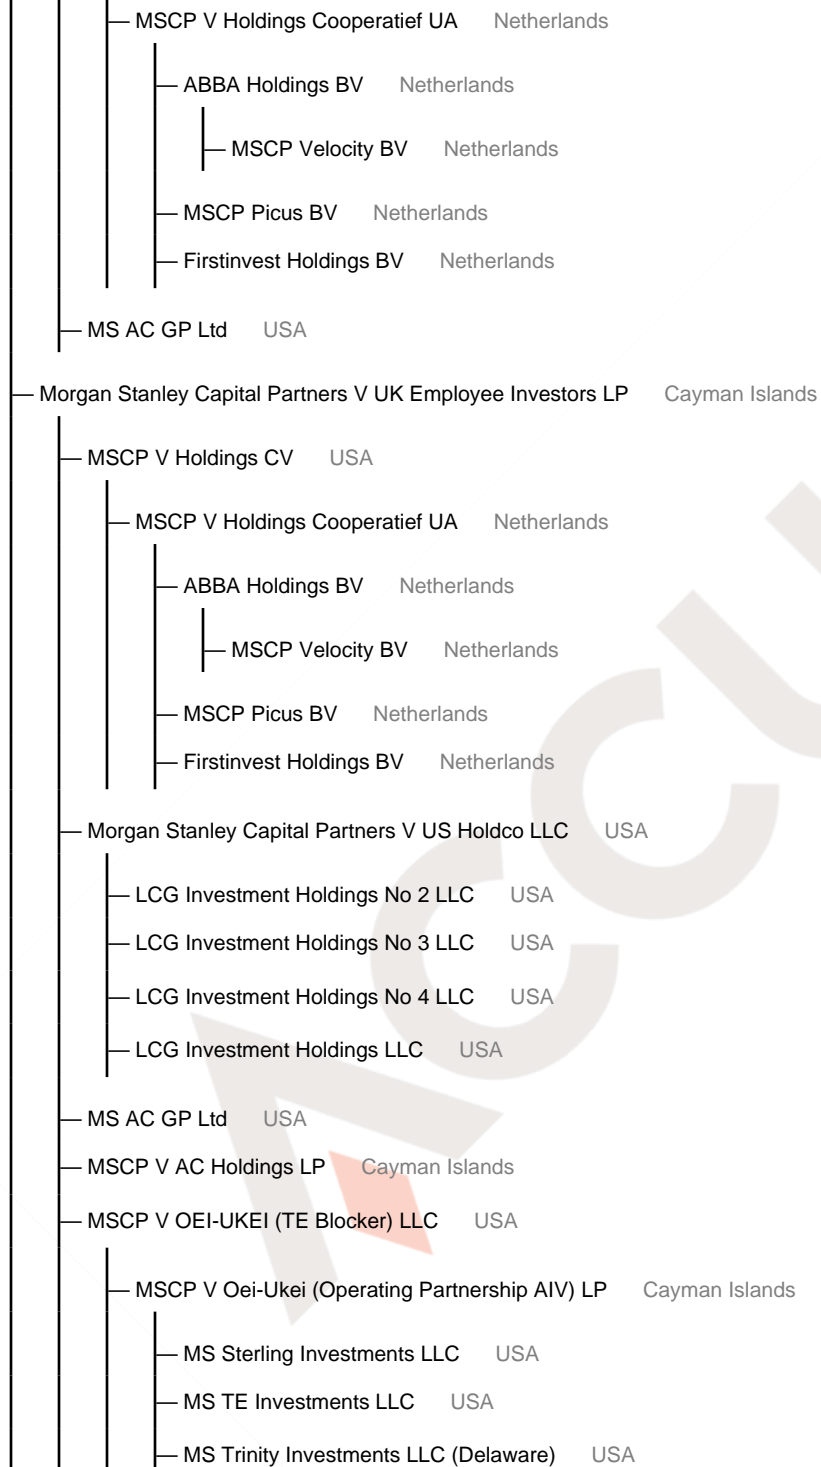 MSCP V Holdings Cooperatief UA Netherlands
ABBA Holdings BV Netherlands
MSCP Velocity BV Netherlands
MSCP Picus BV Netherlands
Firstinvest Holdings BV Netherlands
MS AC GP Ltd USA
Morgan Stanley Capital Partners V UK Employee Investors LP Cayman Islands
MSCP V Holdings CV USA
MSCP V Holdings Cooperatief UA Netherlands
ABBA Holdings BV Netherlands
MSCP Velocity BV Netherlands
MSCP Picus BV Netherlands
Firstinvest Holdings BV Netherlands
Morgan Stanley Capital Partners V US Holdco LLC USA
LCG Investment Holdings No 2 LLC USA
LCG Investment Holdings No 3 LLC USA
LCG Investment Holdings No 4 LLC USA
LCG Investment Holdings LLC USA
MS AC GP Ltd USA
MSCP V AC Holdings LP Cayman Islands
MSCP V OEI-UKEI (TE Blocker) LLC USA
MSCP V Oei-Ukei (Operating Partnership AIV) LP Cayman Islands
MS Sterling Investments LLC USA
MS TE Investments LLC USA
MS Trinity Investments LLC (Delaware) USA